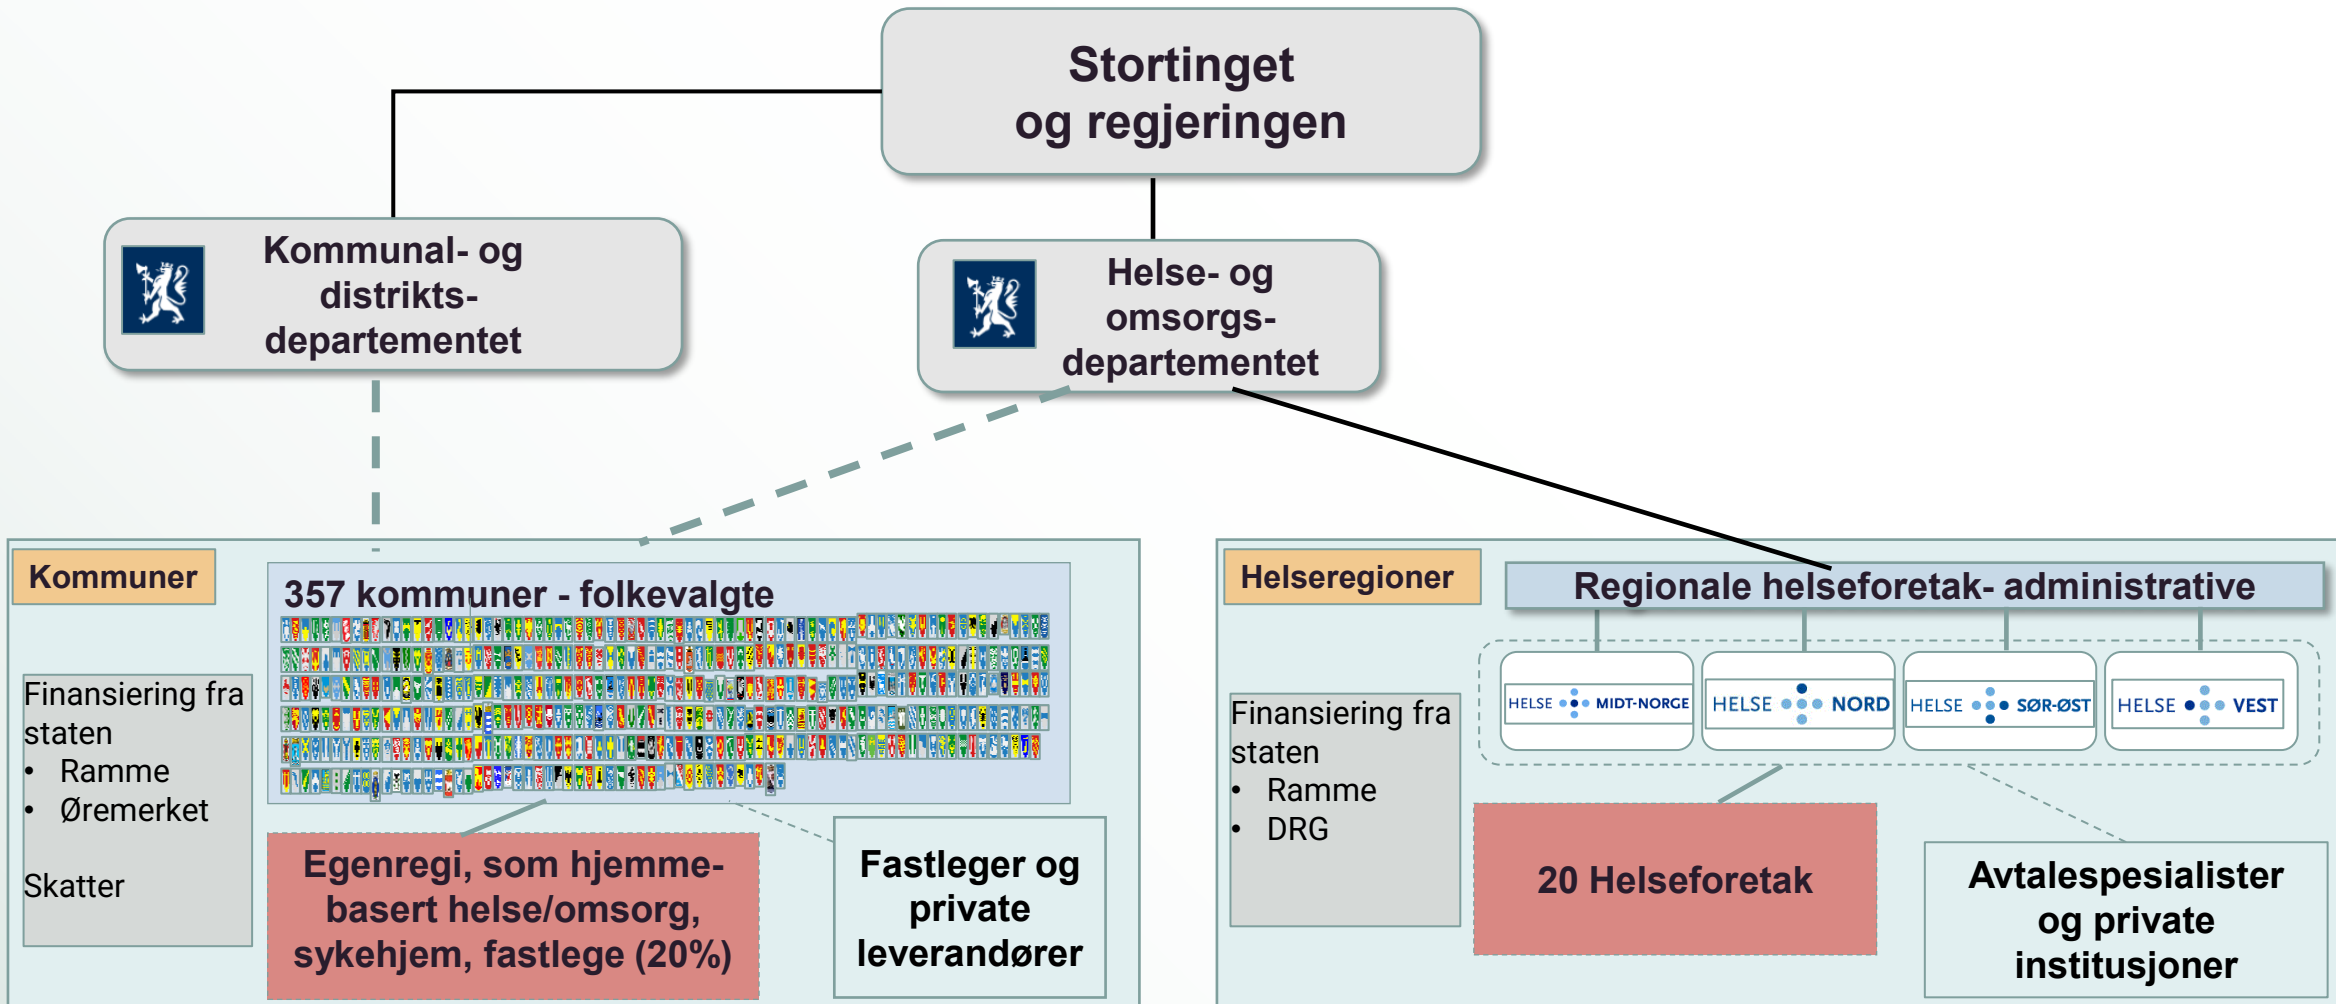 Stortinget
og regjeringen
Kommunal- og
distrikts-
departementet
Helse- og
omsorgs-
departementet
Kommuner
357 kommuner - folkevalgte
Finansiering fra
staten
• Ramme
• Øremerket
Skatter
Egenregi, som hjemme-
basert helse/omsorg,
sykehjem, fastlege (20%)
Fastleger og
private
leverandører
Helseregioner
Regionale helseforetak- administrative
HELSE MIDT-NORGE
HELSE NORD
HELSE SØR-ØST
HELSE VEST
Finansiering fra
staten
• Ramme
• DRG
20 Helseforetak
Avtalespesialister
og private
institusjoner